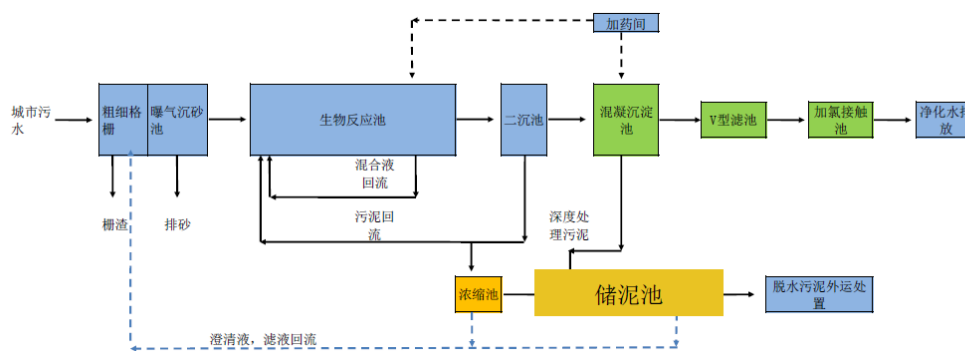 加药间
城市污
水
粗细格
栅
曝气沉砂
池
生物反应池
二沉池
混凝沉淀
池
V型滤池
加氯接触
池
净化水排
放
混合液
回流
栅渣
排砂
污泥回
流
深度处
理污泥
浓缩池
储泥池
脱水污泥外运处
置
澄清液，滤液回流